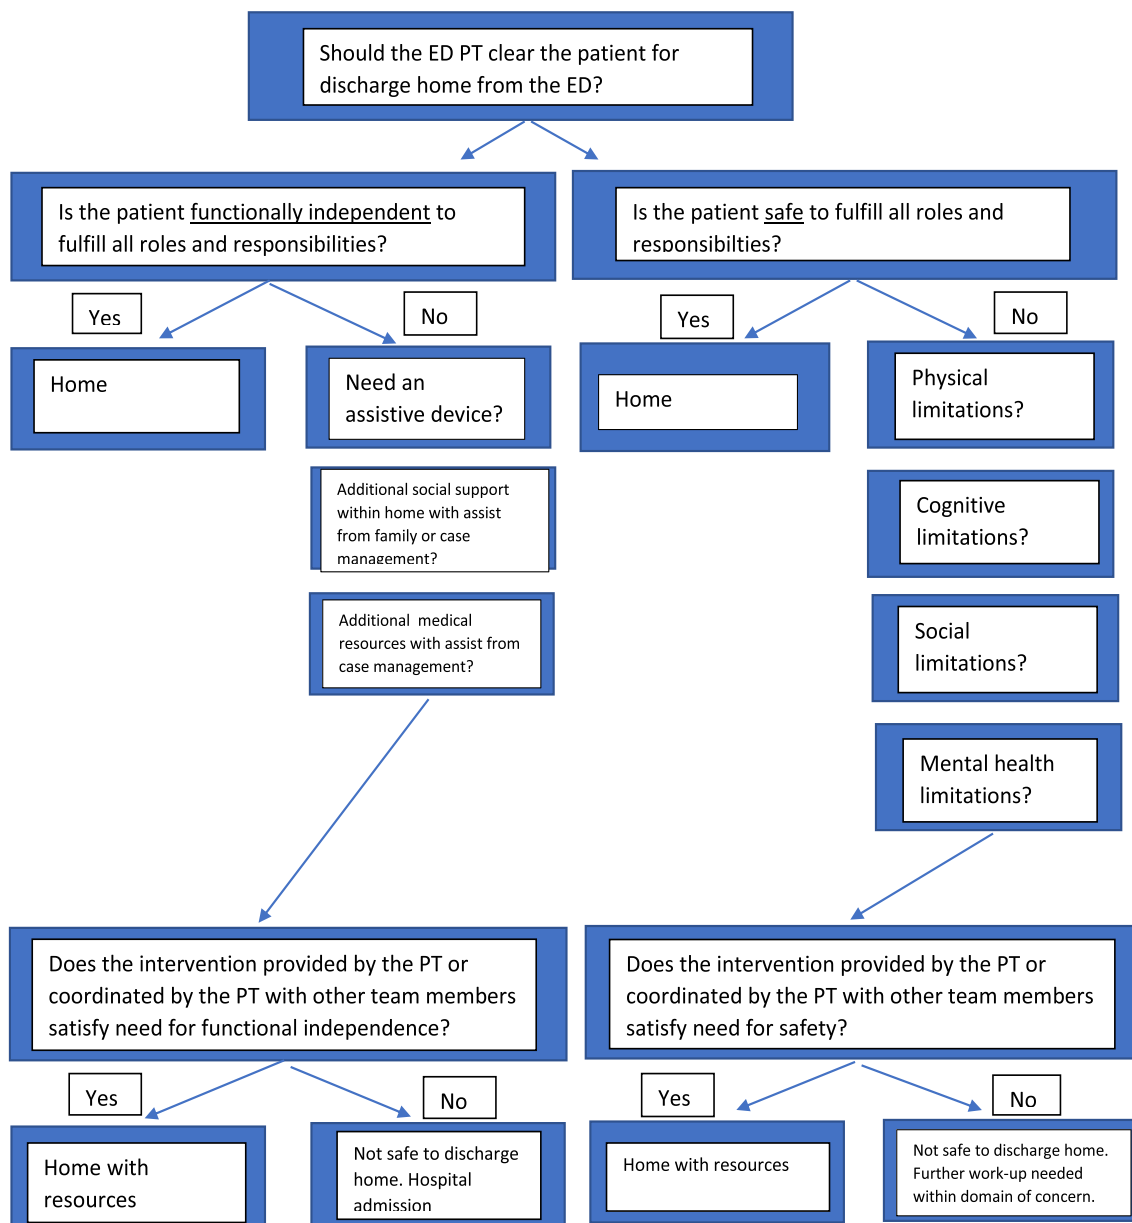 Should the ED PT clear the patient for
discharge home from the ED?
Is the patient functionally independent to
fulfill all roles and responsibilities?
Is the patient safe to fulfill all roles and
responsibilties?
Yes
No
Yes
No
Home
Need an
assistive device?
Home
Physical
limitations?
Additional social support
within home with assist
from family or case
management?
Cognitive
limitations?
Additional medical
resources with assist from
case management?
Social
limitations?
Mental health
limitations?
Does the intervention provided by the PT or
coordinated by the PT with other team members
satisfy need for functional independence?
Does the intervention provided by the PT or
coordinated by the PT with other team members
satisfy need for safety?
Yes
No
Yes
No
Home with
resources
Not safe to discharge
home. Hospital
admission
Home with resources
Not safe to discharge home.
Further work-up needed
within domain of concern.